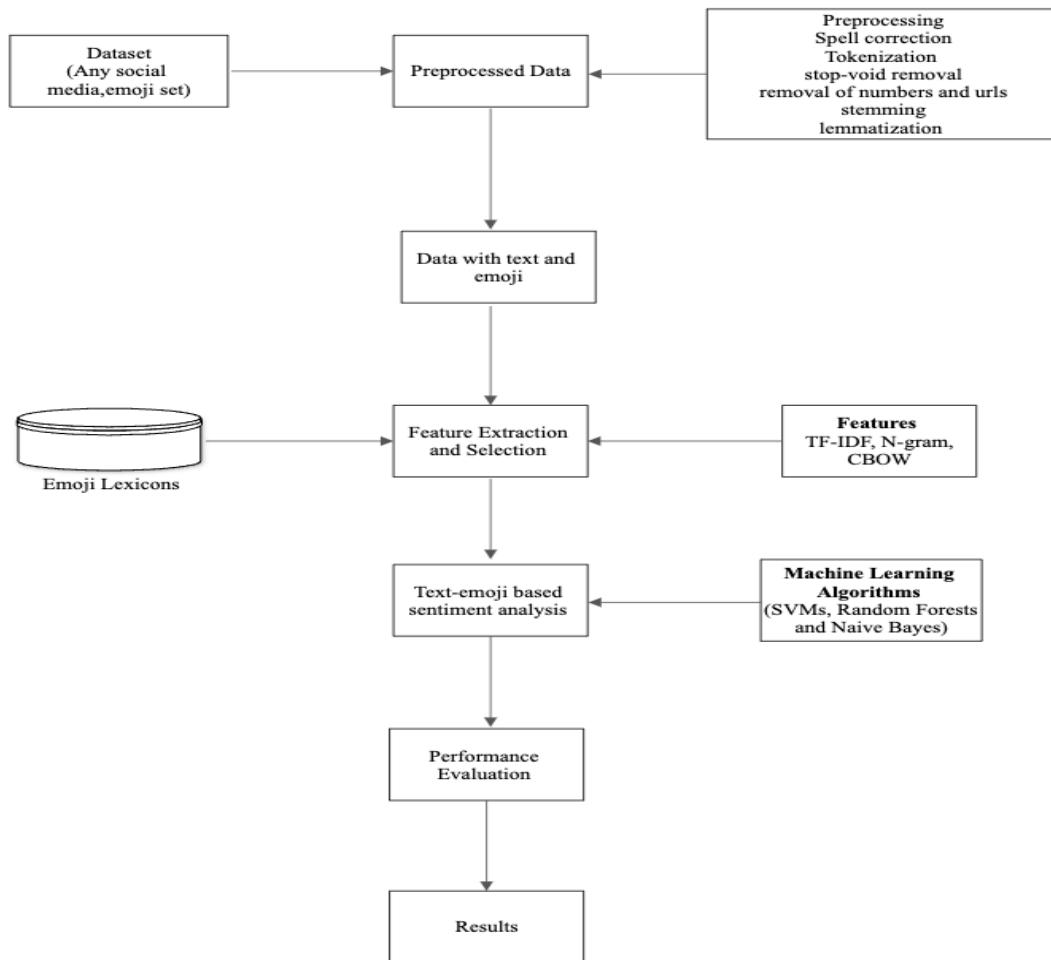 Dataset
(Any social
media,emoji set)
Preprocessed Data
Preprocessing
Spell correction
Tokenization
stop-void removal
removal of numbers and urls
stemming
lemmatization
Data with text and
emoji
Emoji Lexicons
Feature Extraction
and Selection
Features
TF-IDF, N-gram,
CBOW
Text-emoji based
sentiment analysis
Machine Learning
Algorithms
(SVMs, Random Forests
and Naive Bayes)
Performance
Evaluation
Results